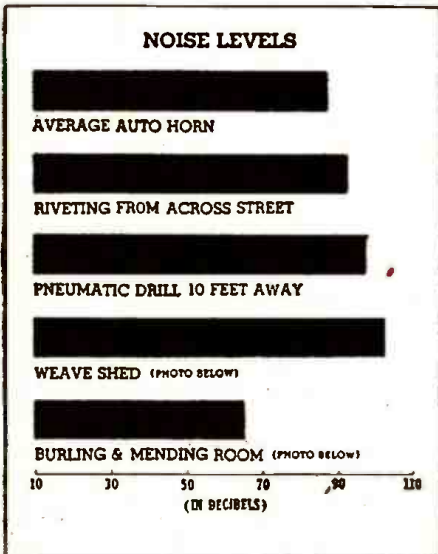 NOISE LEVELS
AVERAGE AUTO HORN
RIVETING FROM ACROSS STREET
PNEUMATIC DRILL 10 FEET AWAY
WEAVE SHED (PHOTO BELOW)
BURLING & MENDING ROOM (PHOTO BELOW)
10 30 50 70 90 110
(IN DECIBELS)